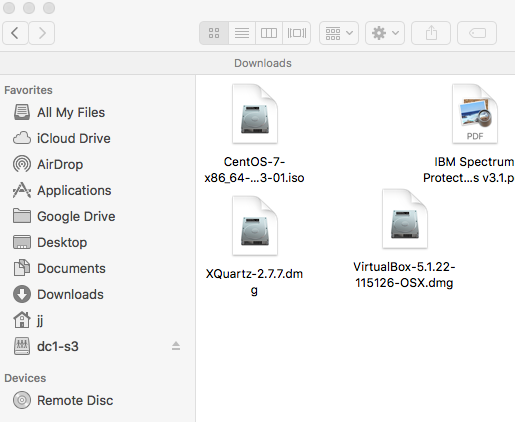 Downloads
Favorites
All My Files
iCloud Drive
AirDrop
Applications
Google Drive
Desktop
Documents
Downloads
jj
dc1-s3
Devices
Remote Disc
CentOS-7-
x86_64-...3-01.iso
PDF
IBM Spectrum
Protect...s v3.1.p
XQuartz-2.7.7.dm
g
VirtualBox-5.1.22-
115126-OSX.dmg